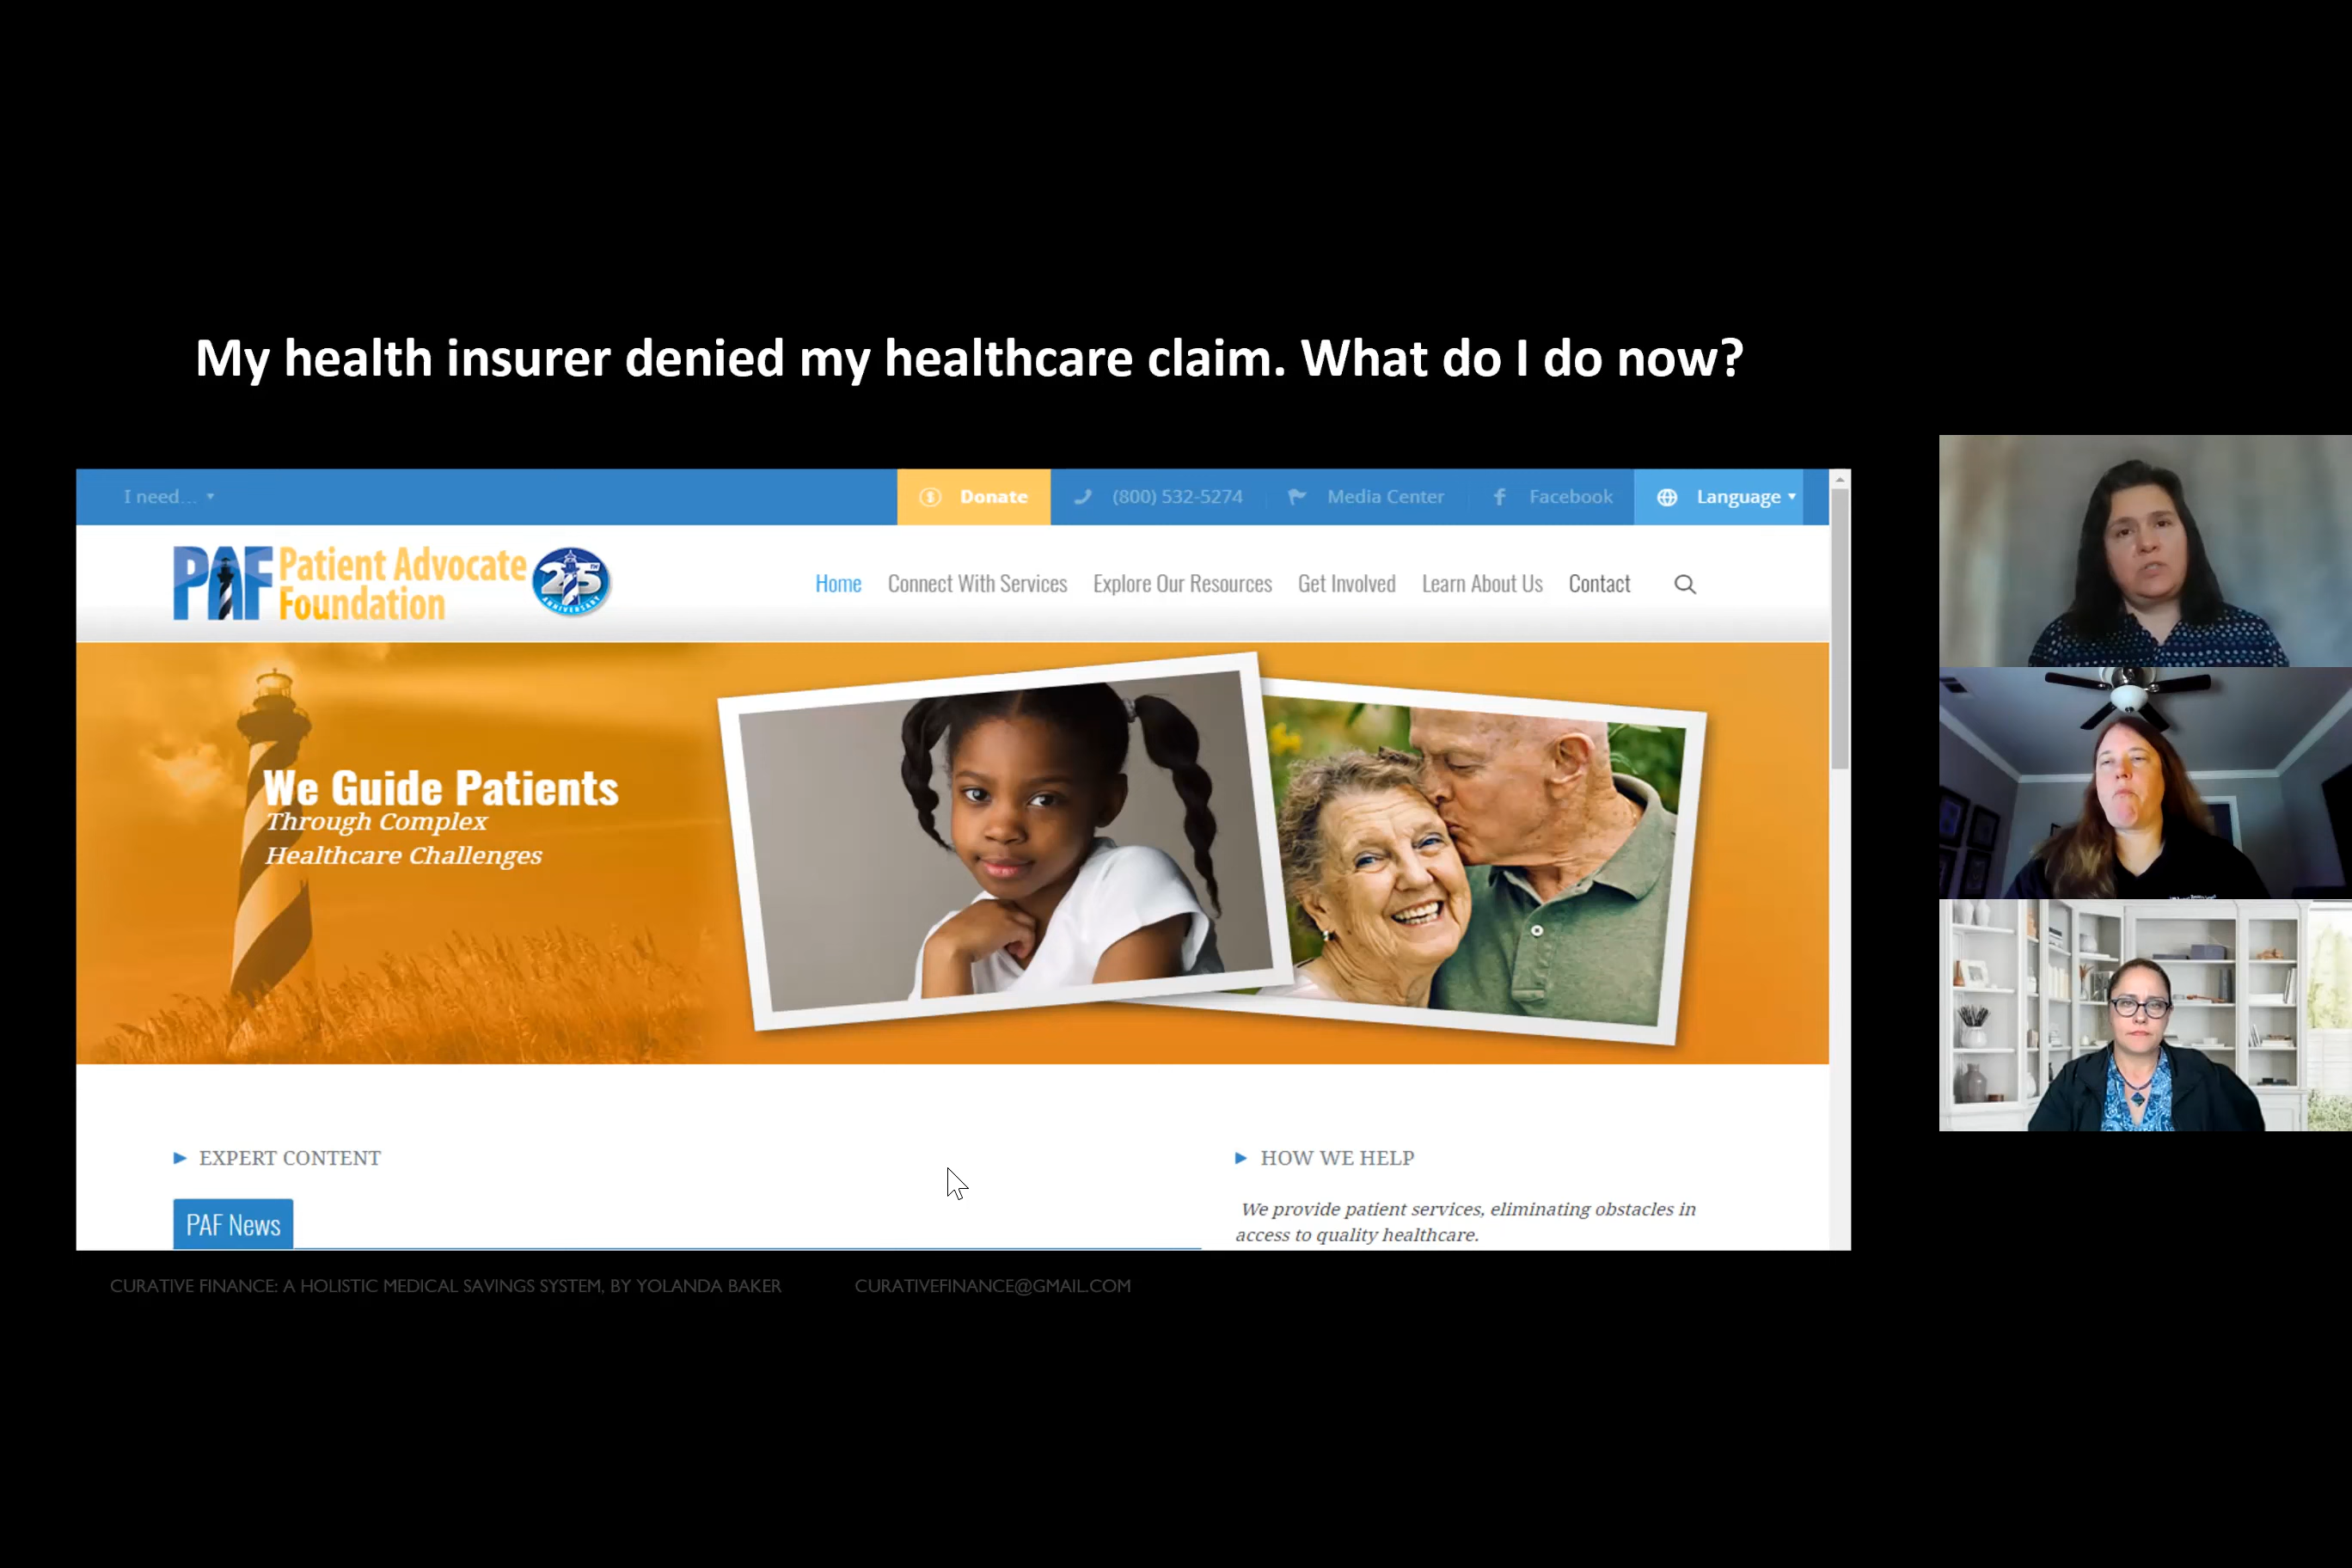 My health insurer denied my healthcare claim. What do I do now?
I need...
Donate
(800) 532-5274
Media Center
Facebook
Language
PAF Patient Advocate
Foundation
25TH
ANNIVERSARY
Home
Connect With Services
Explore Our Resources
Get Involved
Learn About Us
Contact
We Guide Patients
Through Complex
Healthcare Challenges
EXPERT CONTENT
PAF News
HOW WE HELP
We provide patient services, eliminating obstacles in
access to quality healthcare.
CURATIVE FINANCE: A HOLISTIC MEDICAL SAVINGS SYSTEM, BY YOLANDA BAKER
CURATIVEFINANCE@GMAIL.COM